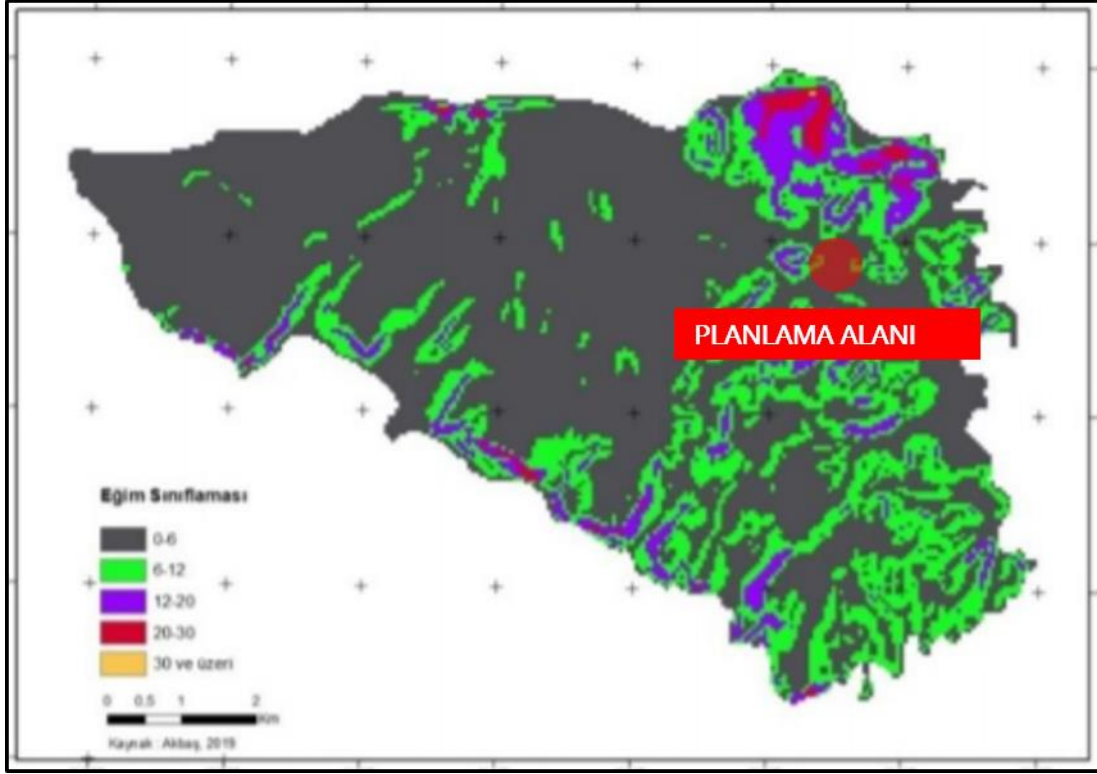 PLANLAMA ALANI
Eğim Sınıflaması
0-6
6-12
12-20
20-30
30 ve üzeri
0 0.5 1 2
Km
Kaynak : Akbaş, 2019